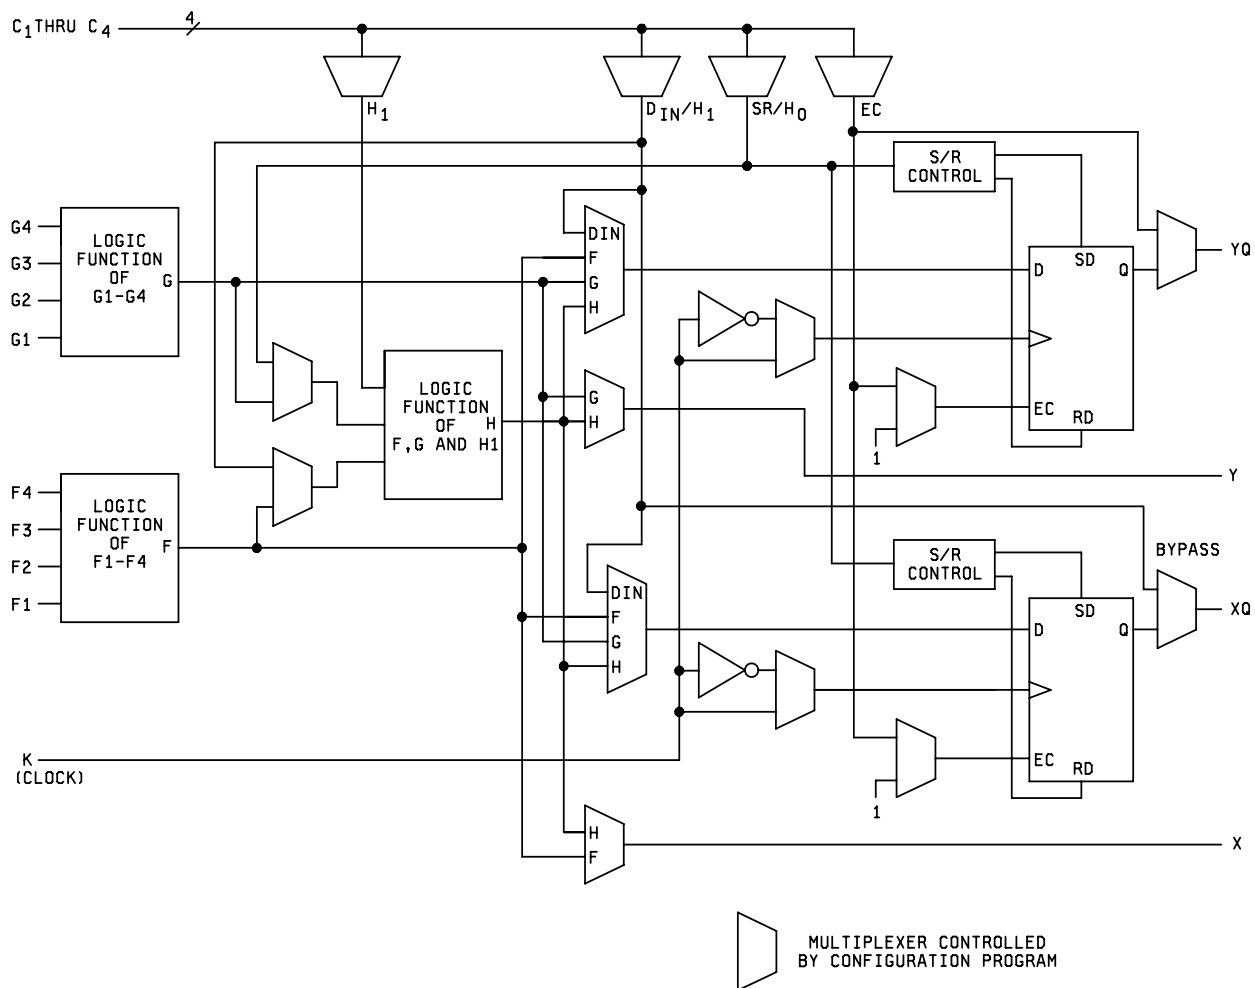 C1THRU C4
4
H1
DIN/H1
SR/H0
EC
S/R
CONTROL
G4
G3
G2
G1
LOGIC
FUNCTION
OF
G1-G4
G
DIN
F
G
H
D
SD
Q
EC
RD
YQ
1
LOGIC
FUNCTION
OF
F,G AND H1
H
G
H
Y
F4
F3
F2
F1
LOGIC
FUNCTION
OF
F1-F4
F
S/R
CONTROL
BYPASS
DIN
F
G
H
D
SD
Q
EC
RD
XQ
1
K
(CLOCK)
H
F
X
MULTIPLEXER CONTROLLED
BY CONFIGURATION PROGRAM